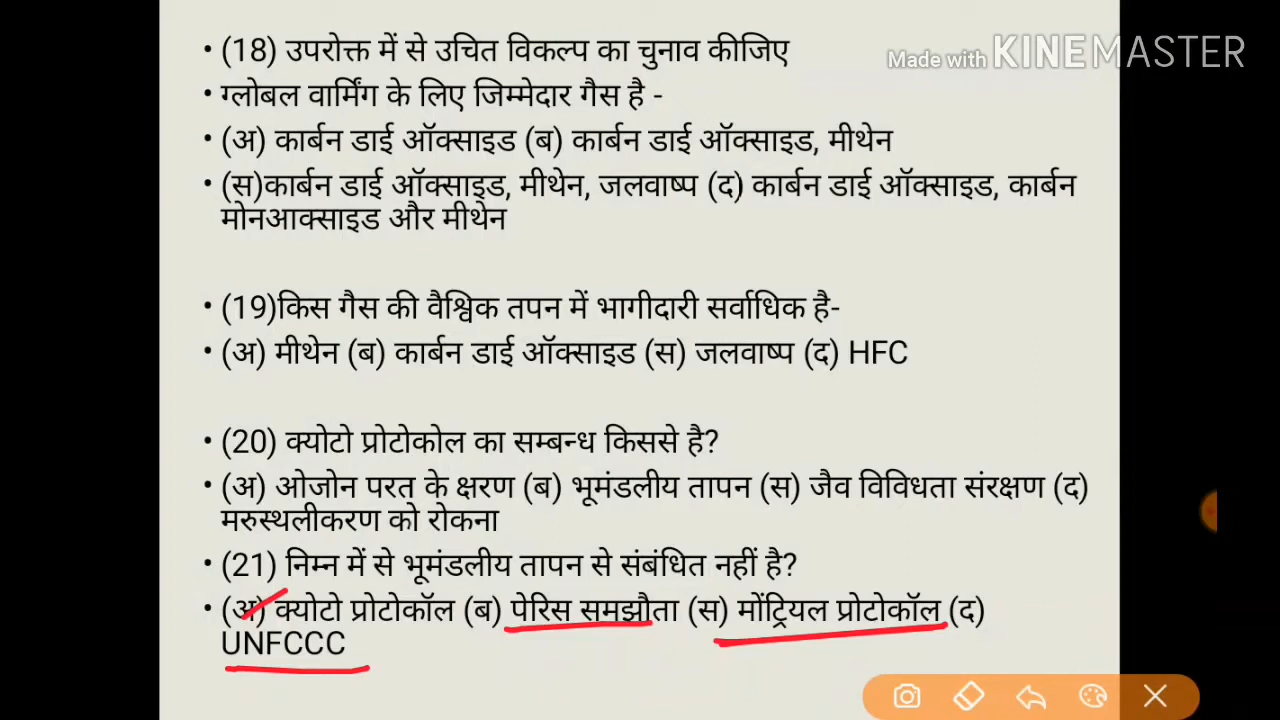 Made with KINEMASTER
• (18) उपरोक्त में से उचित विकल्प का चुनाव कीजिए
• ग्लोबल वार्मिंग के लिए जिम्मेदार गैस है -
• (अ) कार्बन डाई ऑक्साइड (ब) कार्बन डाई ऑक्साइड, मीथेन
• (स)कार्बन डाई ऑक्साइड, मीथेन, जलवाष्प (द) कार्बन डाई ऑक्साइड, कार्बन
मोनआक्साइड और मीथेन
• (19)किस गैस की वैश्विक तपन में भागीदारी सर्वाधिक है-
• (अ) मीथेन (ब) कार्बन डाई ऑक्साइड (स) जलवाष्प (द) HFC
• (20) क्योटो प्रोटोकोल का सम्बन्ध किससे है?
• (अ) ओजोन परत के क्षरण (ब) भूमंडलीय तापन (स) जैव विविधता संरक्षण (द)
मरुस्थलीकरण को रोकना
• (21) निम्न में से भूमंडलीय तापन से संबंधित नहीं है?
• (अ) क्योटो प्रोटोकॉल (ब) पेरिस समझौता (स) मोंट्रियल प्रोटोकॉल (द)
UNFCCC